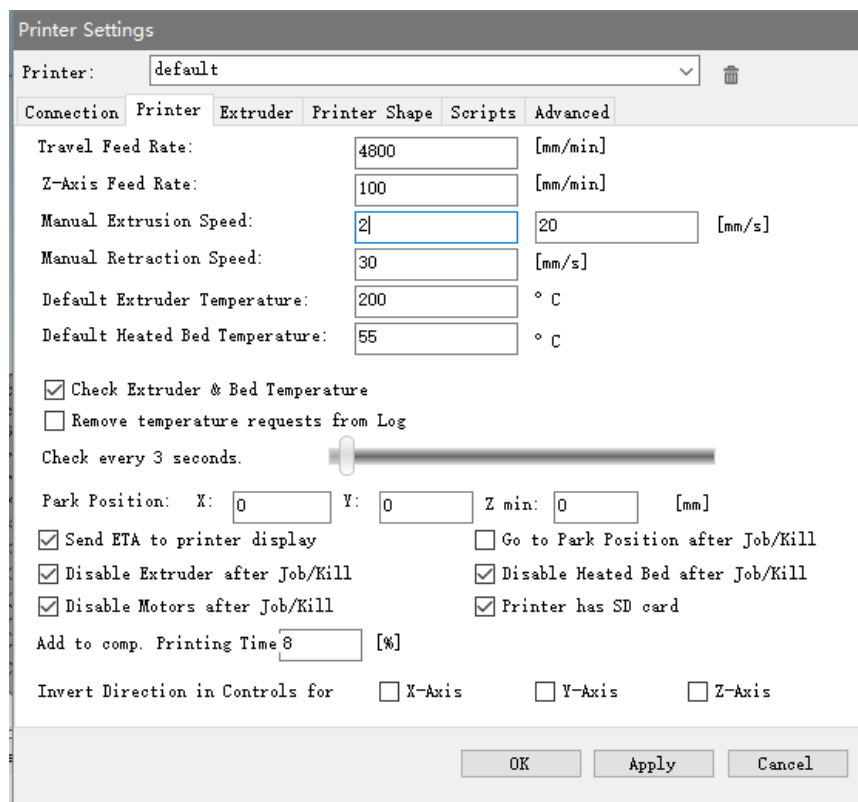 Printer Settings
Printer: default
Connection Printer Extruder Printer Shape Scripts Advanced
Travel Feed Rate: 4800 [mm/min]
Z-Axis Feed Rate: 100 [mm/min]
Manual Extrusion Speed: 2 20 [mm/s]
Manual Retraction Speed: 30 [mm/s]
Default Extruder Temperature: 200 ° C
Default Heated Bed Temperature: 55 ° C
Check Extruder & Bed Temperature
Remove temperature requests from Log
Check every 3 seconds.
Park Position: X: 0 Y: 0 Z min: 0 [mm]
Send ETA to printer display Go to Park Position after Job/Kill
Disable Extruder after Job/Kill Disable Heated Bed after Job/Kill
Disable Motors after Job/Kill Printer has SD card
Add to comp. Printing Time 8 [%]
Invert Direction in Controls for X-Axis Y-Axis Z-Axis
OK Apply Cancel